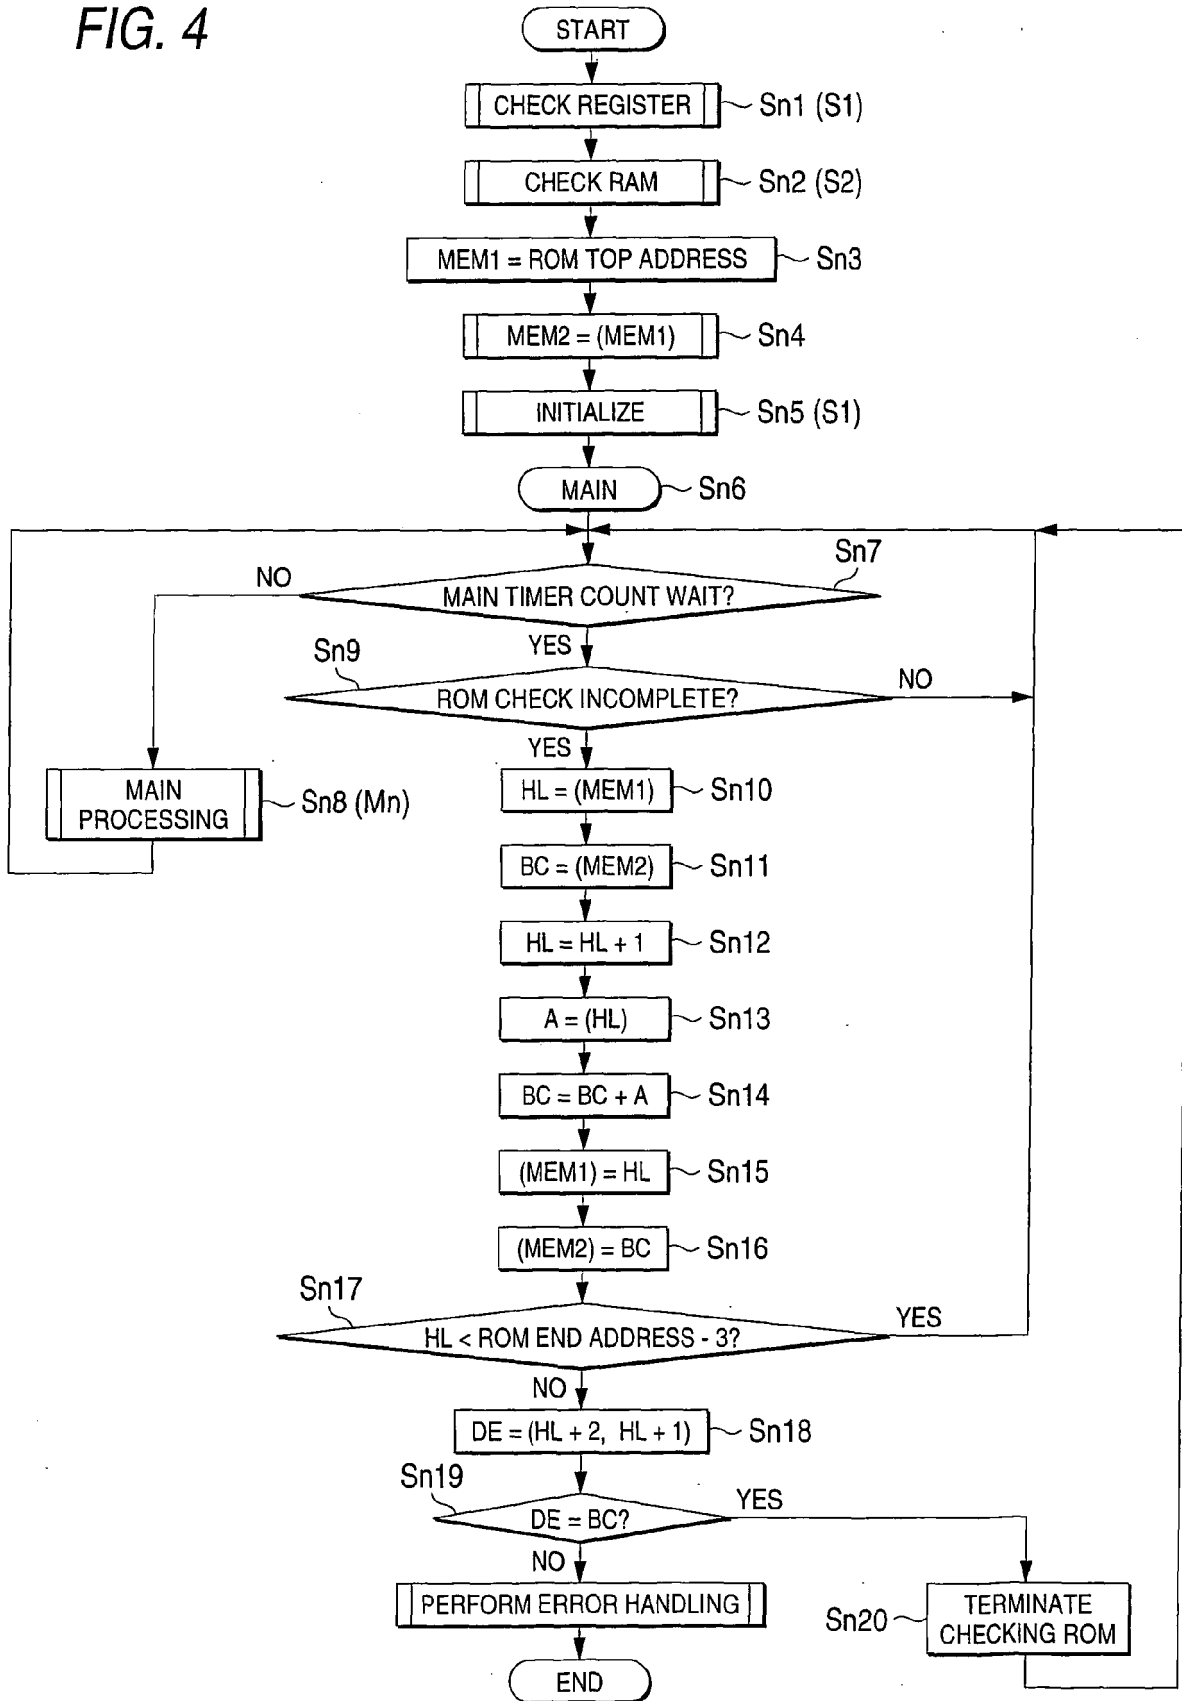 FIG. 4
START
CHECK REGISTER
Sn1 (S1)
CHECK RAM
Sn2 (S2)
MEM1 = ROM TOP ADDRESS
Sn3
MEM2 = (MEM1)
Sn4
INITIALIZE
Sn5 (S1)
MAIN
Sn6
Sn7
NO
MAIN TIMER COUNT WAIT?
YES
Sn9
ROM CHECK INCOMPLETE?
NO
YES
MAIN
PROCESSING
Sn8 (Mn)
HL = (MEM1)
Sn10
BC = (MEM2)
Sn11
HL = HL + 1
Sn12
A = (HL)
Sn13
BC = BC + A
Sn14
(MEM1) = HL
Sn15
(MEM2) = BC
Sn16
Sn17
HL < ROM END ADDRESS - 3?
YES
NO
DE = (HL + 2, HL + 1)
Sn18
Sn19
DE = BC?
YES
NO
PERFORM ERROR HANDLING
Sn20
TERMINATE
CHECKING ROM
END